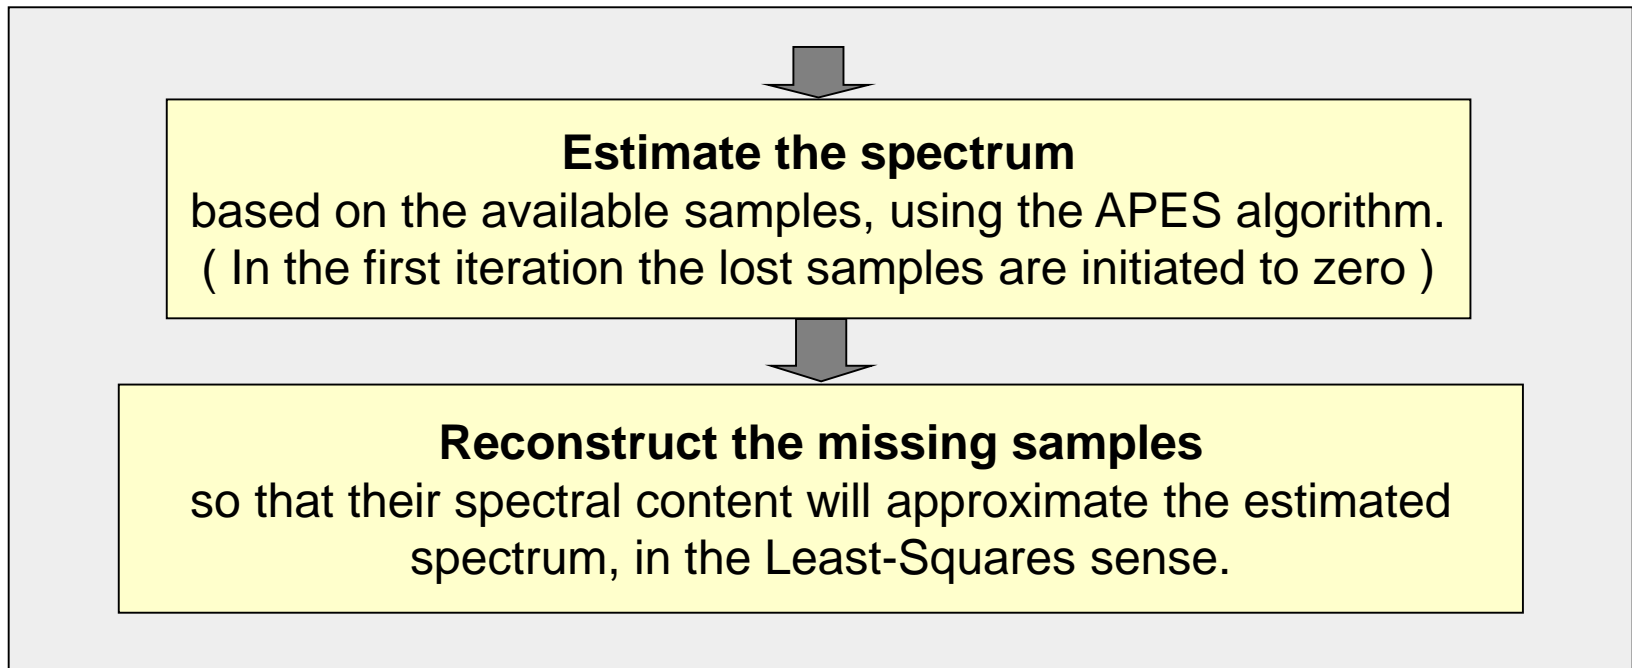 Estimate the spectrum
based on the available samples, using the APES algorithm.
( In the first iteration the lost samples are initiated to zero )
Reconstruct the missing samples
so that their spectral content will approximate the estimated
spectrum, in the Least-Squares sense.